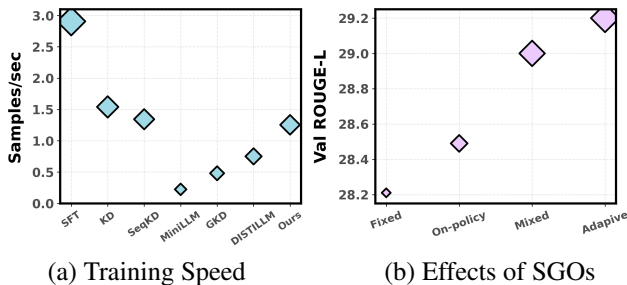 3.0
2.5
2.0
1.5
1.0
0.5
0.0
Samples/sec
SFT
KD
SeqKD
MiniLLM
GKD
DISTILLM
Ours
(a) Training Speed
29.2
29.0
28.8
28.6
28.4
28.2
Val ROUGE-L
Fixed
On-policy
Mixed
Adapive
(b) Effects of SGOs